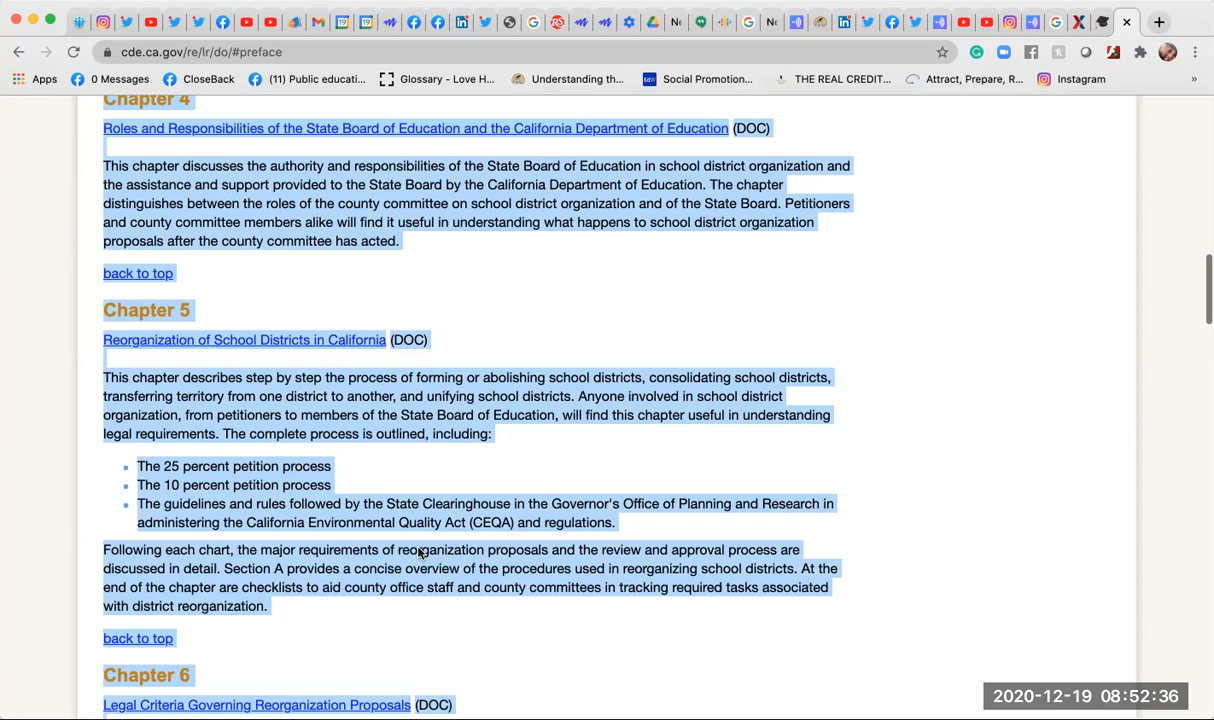 cde.ca.gov/re/lr/do/#preface
Apps 0 Messages CloseBack (11) Public educati... Glossary - Love H... Understanding th... Social Promotion... THE REAL CREDIT... Attract, Prepare, R... Instagram »
Chapter 4
Roles and Responsibilities of the State Board of Education and the California Department of Education (DOC)
This chapter discusses the authority and responsibilities of the State Board of Education in school district organization and
the assistance and support provided to the State Board by the California Department of Education. The chapter
distinguishes between the roles of the county committee on school district organization and of the State Board. Petitioners
and county committee members alike will find it useful in understanding what happens to school district organization
proposals after the county committee has acted.
back to top
Chapter 5
Reorganization of School Districts in California (DOC)
This chapter describes step by step the process of forming or abolishing school districts, consolidating school districts,
transferring territory from one district to another, and unifying school districts. Anyone involved in school district
organization, from petitioners to members of the State Board of Education, will find this chapter useful in understanding
legal requirements. The complete process is outlined, including:
The 25 percent petition process
The 10 percent petition process
The guidelines and rules followed by the State Clearinghouse in the Governor's Office of Planning and Research in
administering the California Environmental Quality Act (CEQA) and regulations.
Following each chart, the major requirements of reorganization proposals and the review and approval process are
discussed in detail. Section A provides a concise overview of the procedures used in reorganizing school districts. At the
end of the chapter are checklists to aid county office staff and county committees in tracking required tasks associated
with district reorganization.
back to top
Chapter 6
Legal Criteria Governing Reorganization Proposals (DOC)
2020-12-19 08:52:36